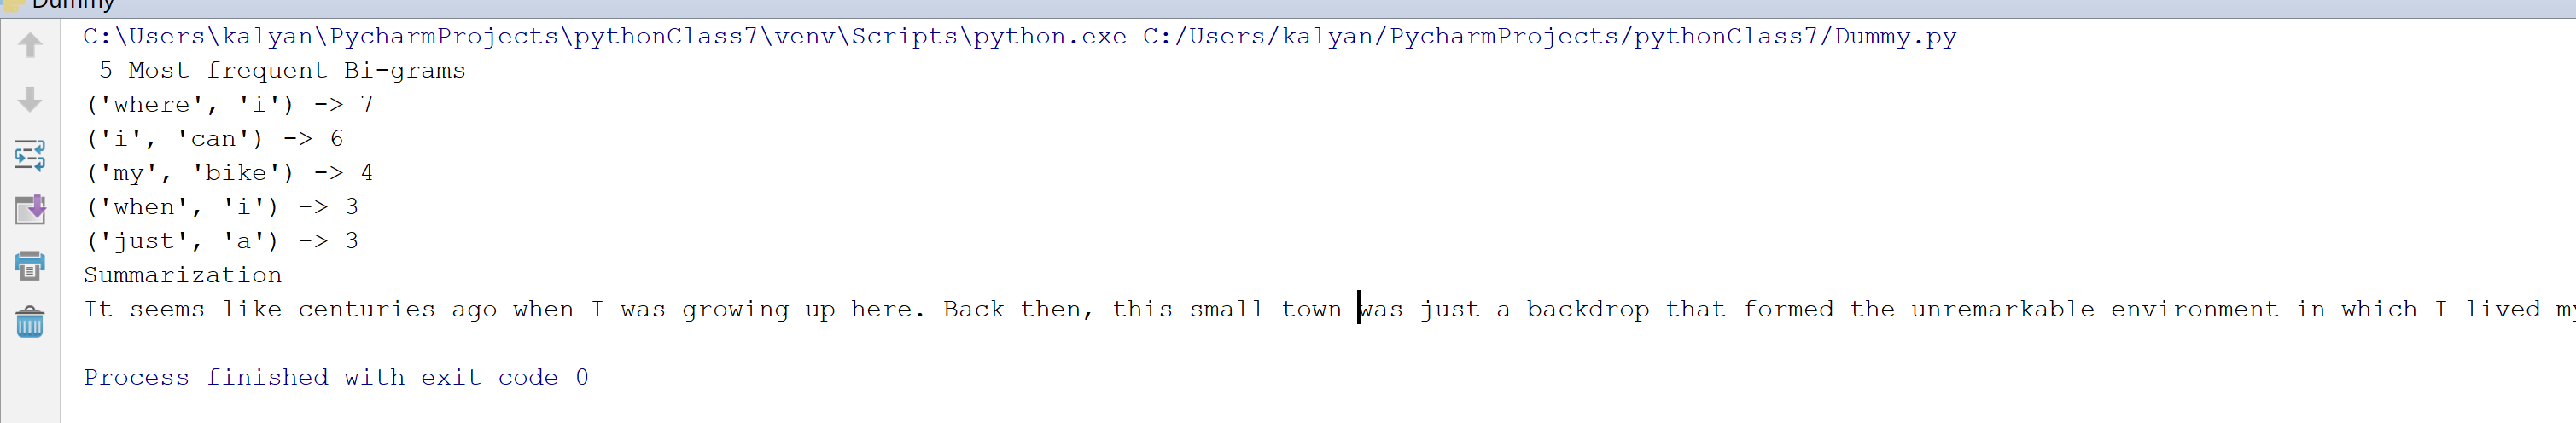 Dummy
C:\Users\kalyan\PycharmProjects\pythonClass7\venv\Scripts\python.exe C:/Users/kalyan/PycharmProjects/pythonClass7/Dummy.py
5 Most frequent Bi-grams
('where', 'i') -> 7
('i', 'can') -> 6
('my', 'bike') -> 4
('when', 'i') -> 3
('just', 'a') -> 3
Summarization
It seems like centuries ago when I was growing up here. Back then, this small town was just a backdrop that formed the unremarkable environment in which I lived my
Process finished with exit code 0